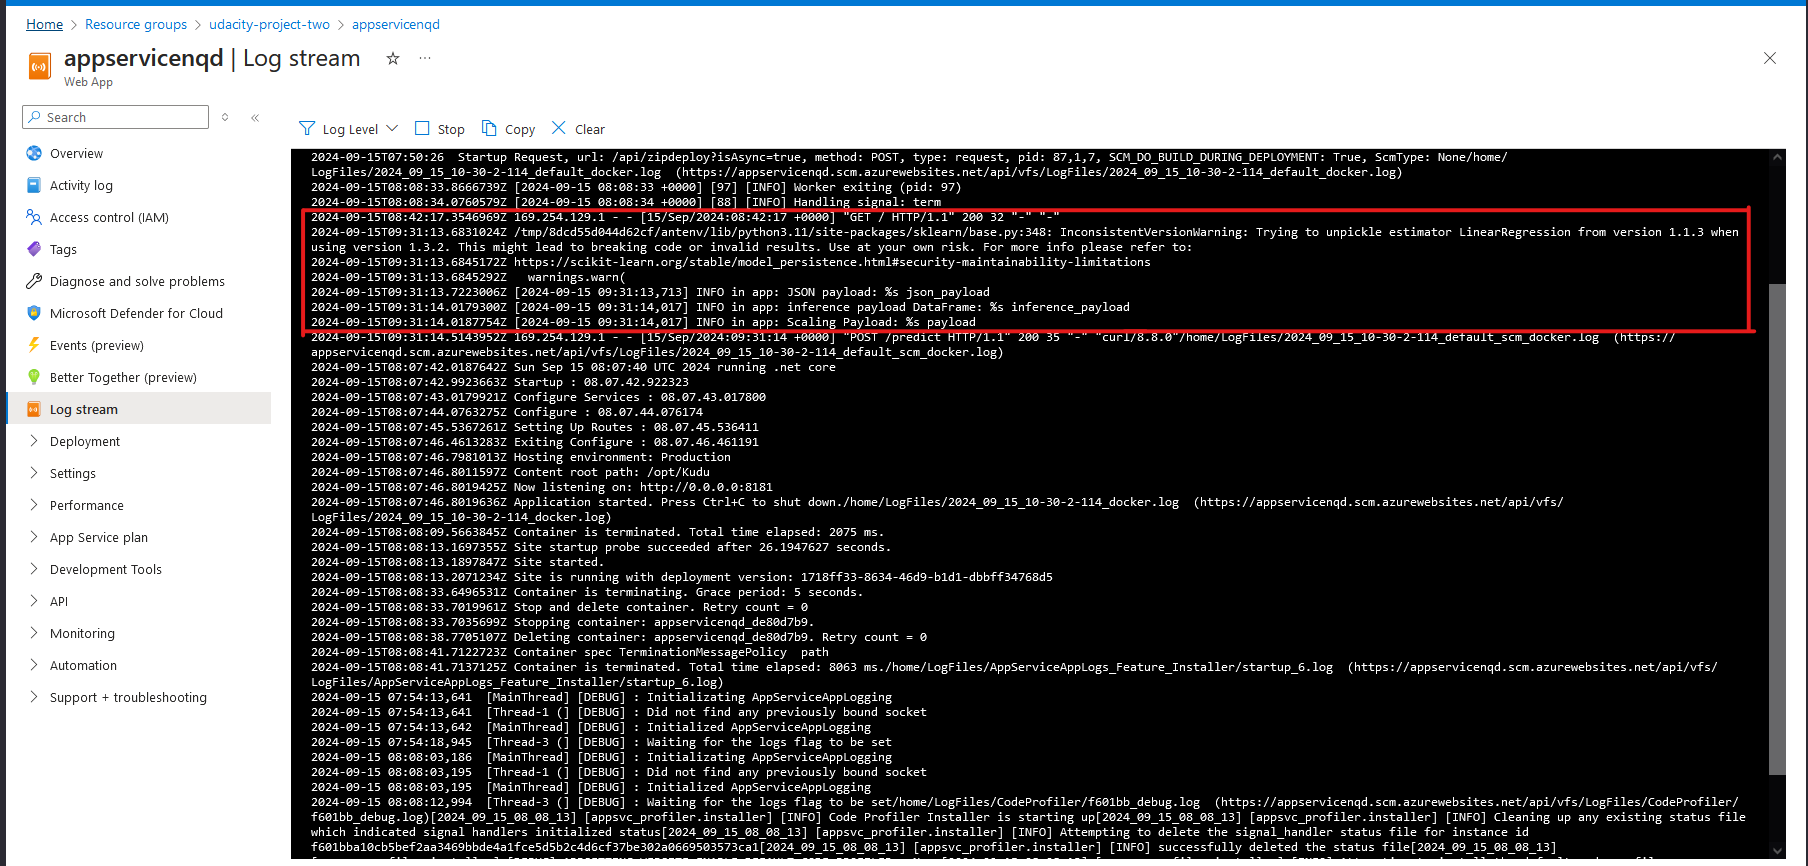 Home > Resource groups > udacity-project-two > appservicenqd
appservicenqd | Log stream
Web App
Search
Overview
Activity log
Access control (IAM)
Tags
Diagnose and solve problems
Microsoft Defender for Cloud
Events (preview)
Better Together (preview)
Log stream
Deployment
Settings
Performance
App Service plan
Development Tools
API
Monitoring
Automation
Support + troubleshooting
Log Level Stop Copy Clear
2024-09-15T07:50:26  Startup Request, url: /api/zipdeploy?isAsync=true, method: POST, type: request, pid: 87,1,7, SCM_DO_BUILD_DURING_DEPLOYMENT: True, ScmType: None/home/
LogFiles/2024_09_15_10-30-2-114_default_docker.log  (https://appservicenqd.scm.azurewebsites.net/api/vfs/LogFiles/2024_09_15_10-30-2-114_default_docker.log)
2024-09-15T08:08:33.8666739Z [2024-09-15 08:08:33 +0000] [97] [INFO] Worker exiting (pid: 97)
2024-09-15T08:08:34.0760579Z [2024-09-15 08:08:34 +0000] [88] [INFO] Handling signal: term
2024-09-15T08:42:17.3546969Z 169.254.129.1 - - [15/Sep/2024:08:42:17 +0000] "GET / HTTP/1.1" 200 32 "-" "-"
2024-09-15T09:31:13.6831024Z /tmp/8dcd55d044d62cf/antenv/lib/python3.11/site-packages/sklearn/base.py:348: InconsistentVersionWarning: Trying to unpickle estimator LinearRegression from version 1.1.3 when
using version 1.3.2. This might lead to breaking code or invalid results. Use at your own risk. For more info please refer to:
2024-09-15T09:31:13.6845172Z https://scikit-learn.org/stable/model_persistence.html#security-maintainability-limitations
2024-09-15T09:31:13.6845292Z   warnings.warn(
2024-09-15T09:31:13.7223006Z [2024-09-15 09:31:13,713] INFO in app: JSON payload: %s json_payload
2024-09-15T09:31:14.0179300Z [2024-09-15 09:31:14,017] INFO in app: inference payload DataFrame: %s inference_payload
2024-09-15T09:31:14.0187754Z [2024-09-15 09:31:14,017] INFO in app: Scaling Payload: %s payload
2024-09-15T09:31:14.5143952Z 169.254.129.1 - - [15/Sep/2024:09:31:14 +0000] "POST /predict HTTP/1.1" 200 35 "-" "curl/8.8.0"/home/LogFiles/2024_09_15_10-30-2-114_default_scm_docker.log  (https://
appservicenqd.scm.azurewebsites.net/api/vfs/LogFiles/2024_09_15_10-30-2-114_default_scm_docker.log)
2024-09-15T08:07:42.0187642Z Sun Sep 15 08:07:40 UTC 2024 running .net core
2024-09-15T08:07:42.9923663Z Startup : 08.07.42.922323
2024-09-15T08:07:43.0179921Z Configure Services : 08.07.43.017800
2024-09-15T08:07:44.0763275Z Configure : 08.07.44.076174
2024-09-15T08:07:45.5367261Z Setting Up Routes : 08.07.45.536411
2024-09-15T08:07:46.4613283Z Exiting Configure : 08.07.46.461191
2024-09-15T08:07:46.7981013Z Hosting environment: Production
2024-09-15T08:07:46.8011597Z Content root path: /opt/Kudu
2024-09-15T08:07:46.8019425Z Now listening on: http://0.0.0.0:8181
2024-09-15T08:07:46.8019636Z Application started. Press Ctrl+C to shut down./home/LogFiles/2024_09_15_10-30-2-114_docker.log  (https://appservicenqd.scm.azurewebsites.net/api/vfs/
LogFiles/2024_09_15_10-30-2-114_docker.log)
2024-09-15T08:08:09.5663845Z Container is terminated. Total time elapsed: 2075 ms.
2024-09-15T08:08:13.1697355Z Site startup probe succeeded after 26.1947627 seconds.
2024-09-15T08:08:13.1897847Z Site started.
2024-09-15T08:08:13.2071234Z Site is running with deployment version: 1718ff33-8634-46d9-b1d1-dbbff34768d5
2024-09-15T08:08:33.6496531Z Container is terminating. Grace period: 5 seconds.
2024-09-15T08:08:33.7019961Z Stop and delete container. Retry count = 0
2024-09-15T08:08:33.7035699Z Stopping container: appservicenqd_de80d7b9.
2024-09-15T08:08:38.7705107Z Deleting container: appservicenqd_de80d7b9. Retry count = 0
2024-09-15T08:08:41.7122723Z Container spec TerminationMessagePolicy  path
2024-09-15T08:08:41.7137125Z Container is terminated. Total time elapsed: 8063 ms./home/LogFiles/AppServiceAppLogs_Feature_Installer/startup_6.log  (https://appservicenqd.scm.azurewebsites.net/api/vfs/
LogFiles/AppServiceAppLogs_Feature_Installer/startup_6.log)
2024-09-15 07:54:13,641  [MainThread] [DEBUG] : Initializating AppServiceAppLogging
2024-09-15 07:54:13,641  [Thread-1 (] [DEBUG] : Did not find any previously bound socket
2024-09-15 07:54:13,642  [MainThread] [DEBUG] : Initialized AppServiceAppLogging
2024-09-15 07:54:18,945  [Thread-3 (] [DEBUG] : Waiting for the logs flag to be set
2024-09-15 08:08:03,186  [MainThread] [DEBUG] : Initializating AppServiceAppLogging
2024-09-15 08:08:03,195  [Thread-1 (] [DEBUG] : Did not find any previously bound socket
2024-09-15 08:08:03,195  [MainThread] [DEBUG] : Initialized AppServiceAppLogging
2024-09-15 08:08:12,994  [Thread-3 (] [DEBUG] : Waiting for the logs flag to be set/home/LogFiles/CodeProfiler/f601bb_debug.log  (https://appservicenqd.scm.azurewebsites.net/api/vfs/LogFiles/CodeProfiler/
f601bb_debug.log)[2024_09_15_08_08_13] [appsvc_profiler.installer] [INFO] Code Profiler Installer is starting up[2024_09_15_08_08_13] [appsvc_profiler.installer] [INFO] Cleaning up any existing status file
which indicated signal handlers initialized status[2024_09_15_08_08_13] [appsvc_profiler.installer] [INFO] Attempting to delete the signal_handler status file for instance id
f601bba10cb5bef2aa3469bbde4a1fce5d5b2c4d6cf37be302a0669503573ca1[2024_09_15_08_08_13] [appsvc_profiler.installer] [INFO] successfully deleted the status file[2024_09_15_08_08_13]